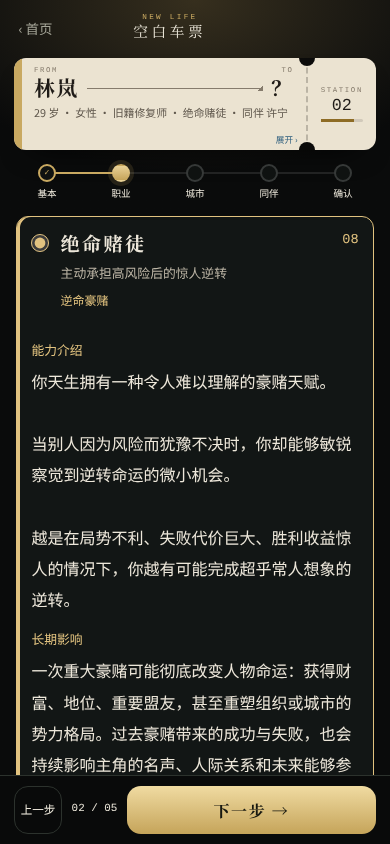 ‹ 首页
NEW LIFE
空白车票
FROM
TO
林岚
?
29 岁 • 女性 • 旧籍修复师 • 绝命赌徒 • 同伴 许宁
展开 ›
STATION
02
✓
基本
职业
城市
同伴
确认
绝命赌徒
08
主动承担高风险后的惊人逆转
逆命豪赌
能力介绍
你天生拥有一种令人难以理解的豪赌天赋。
当别人因为风险而犹豫不决时，你却能够敏锐
察觉到逆转命运的微小机会。
越是在局势不利、失败代价巨大、胜利收益惊
人的情况下，你越有可能完成超乎常人想象的
逆转。
长期影响
一次重大豪赌可能彻底改变人物命运：获得财
富、地位、重要盟友，甚至重塑组织或城市的
势力格局。过去豪赌带来的成功与失败，也会
持续影响主角的名声、人际关系和未来能够参
上一步
02 / 05
下一步 →